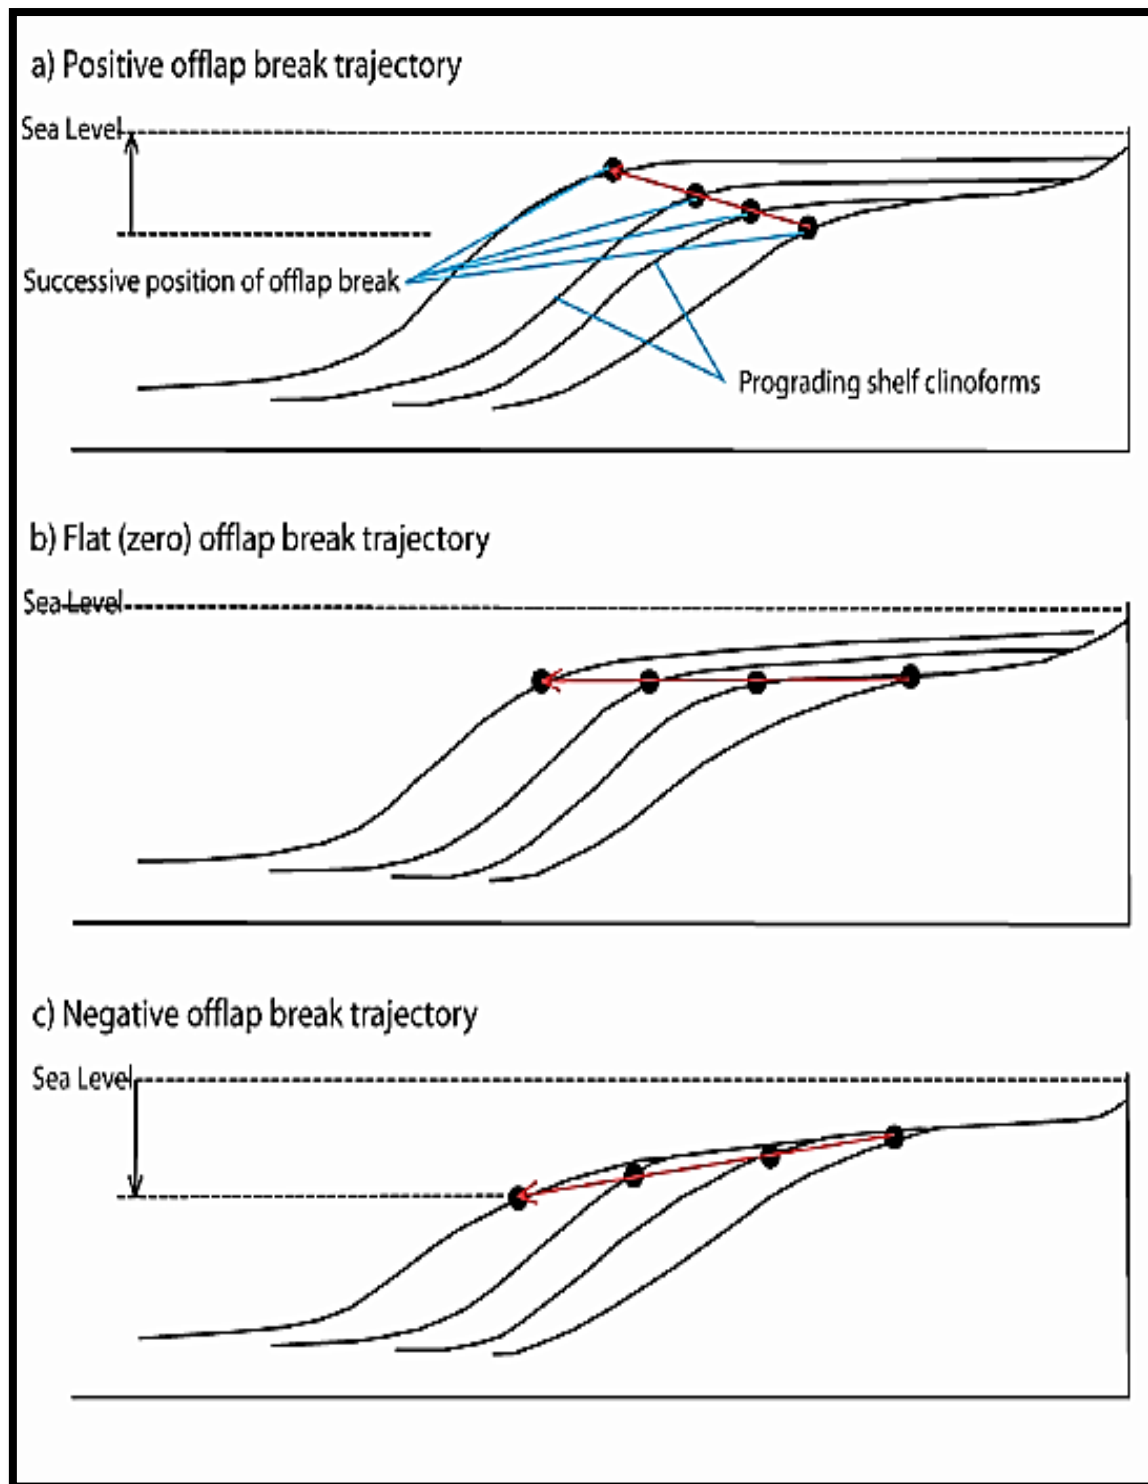 a) Positive offlap break trajectory
Sea Level
Successive position of offlap break
Prograding shelf clinoforms
b) Flat (zero) offlap break trajectory
Sea Level
c) Negative offlap break trajectory
Sea Level